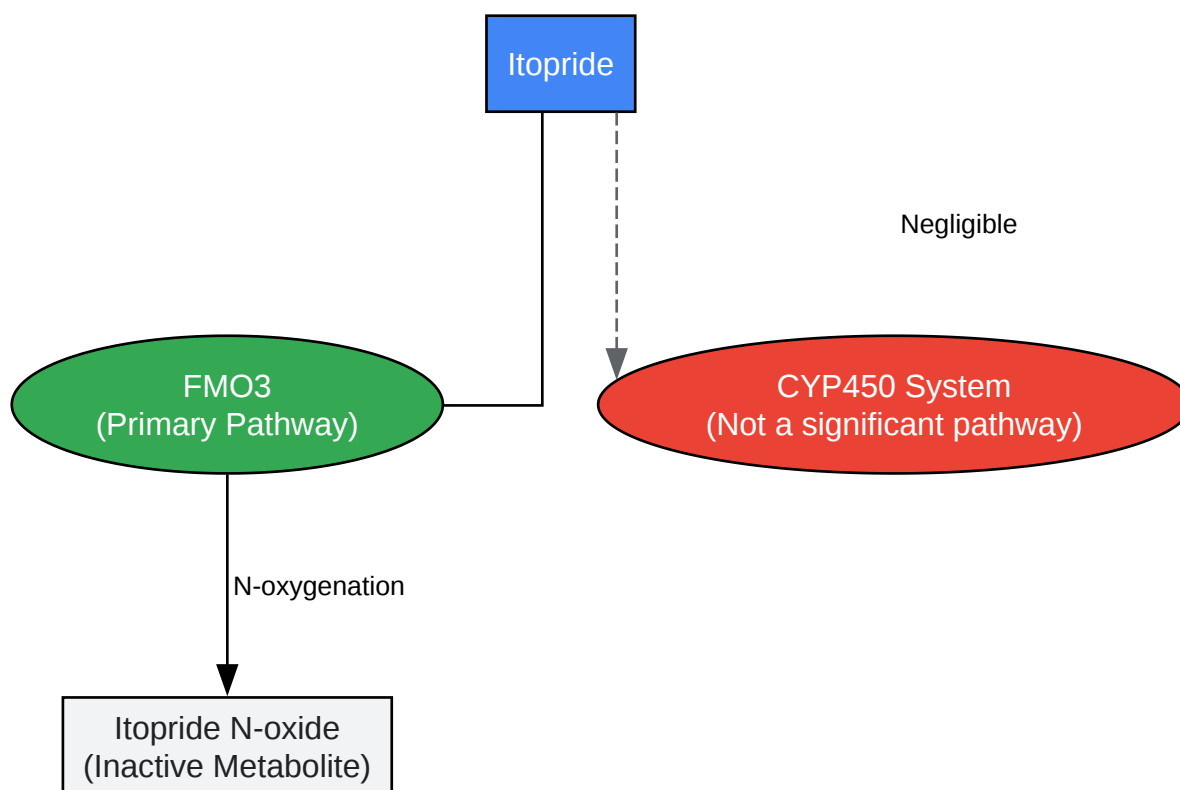 Itopride
Negligible
FMO3
(Primary Pathway)
CYP450 System
(Not a significant pathway)
N-oxygenation
Itopride N-oxide
(Inactive Metabolite)